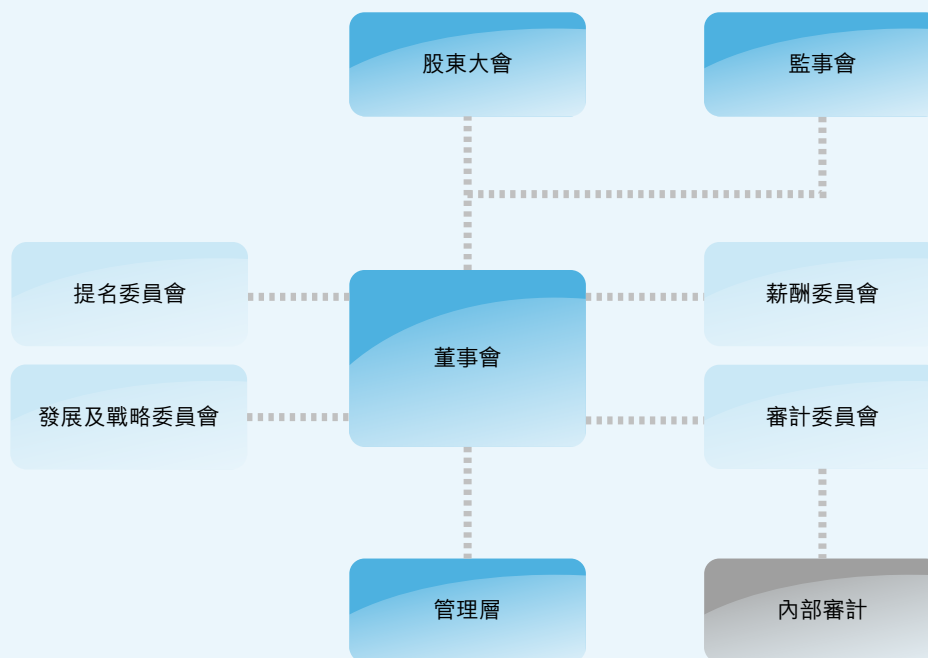 股東大會
監事會
提名委員會
薪酬委員會
董事會
發展及戰略委員會
審計委員會
管理層
內部審計